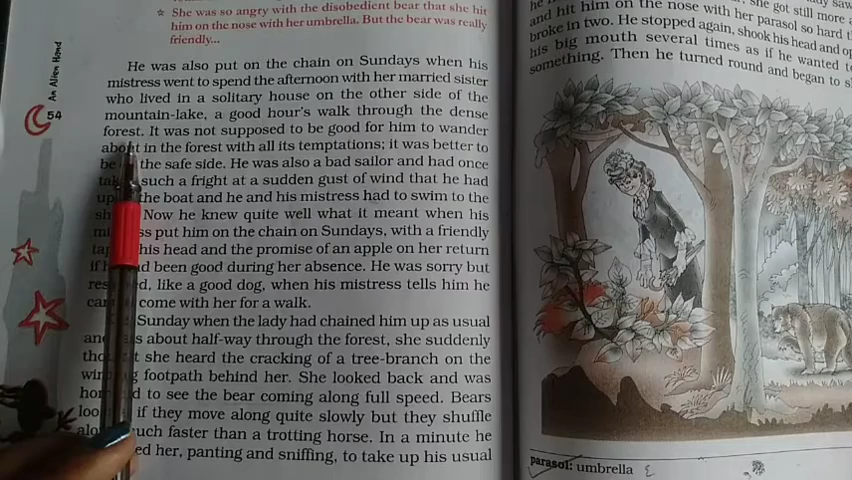 ☆ She was so angry with the disobedient bear that she hit
him on the nose with her umbrella. But the bear was really
friendly...
He was also put on the chain on Sundays when his
mistress went to spend the afternoon with her married sister
who lived in a solitary house on the other side of the
mountain-lake, a good hour's walk through the dense
forest. It was not supposed to be good for him to wander
about in the forest with all its temptations; it was better to
be the safe side. He was also a bad sailor and had once
such a fright at a sudden gust of wind that he had
the boat and he and his mistress had to swim to the
Now he knew quite well what it meant when his
put him on the chain on Sundays, with a friendly
his head and the promise of an apple on her return
if been good during her absence. He was sorry but
like a good dog, when his mistress tells him he
come with her for a walk.
Sunday when the lady had chained him up as usual
about half-way through the forest, she suddenly
she heard the cracking of a tree-branch on the
footpath behind her. She looked back and was
to see the bear coming along full speed. Bears
if they move along quite slowly but they shuffle
much faster than a trotting horse. In a minute he
her, panting and sniffing, to take up his usual
An Alien Hand
54
she got still more
and hit him on the nose with her parasol so hard
broke in two. He stopped again, shook his head and
his big mouth several times as if he wanted
something. Then he turned round and began to
parasol: umbrella